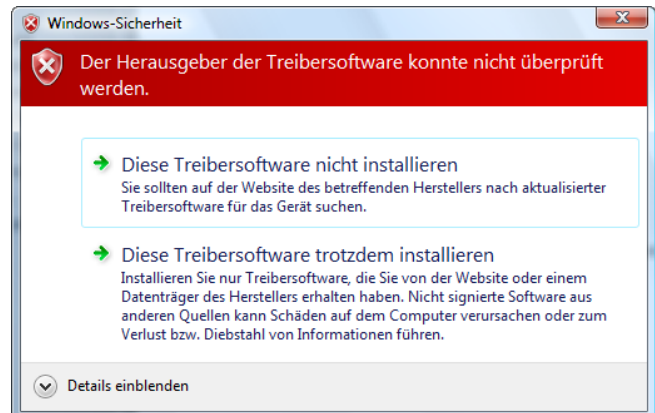 Windows-Sicherheit
Der Herausgeber der Treibersoftware konnte nicht überprüft
werden.
Diese Treibersoftware nicht installieren
Sie sollten auf der Website des betreffenden Herstellers nach aktualisierter
Treibersoftware für das Gerät suchen.
Diese Treibersoftware trotzdem installieren
Installieren Sie nur Treibersoftware, die Sie von der Website oder einem
Datenträger des Herstellers erhalten haben. Nicht signierte Software aus
anderen Quellen kann Schäden auf dem Computer verursachen oder zum
Verlust bzw. Diebstahl von Informationen führen.
Details einblenden